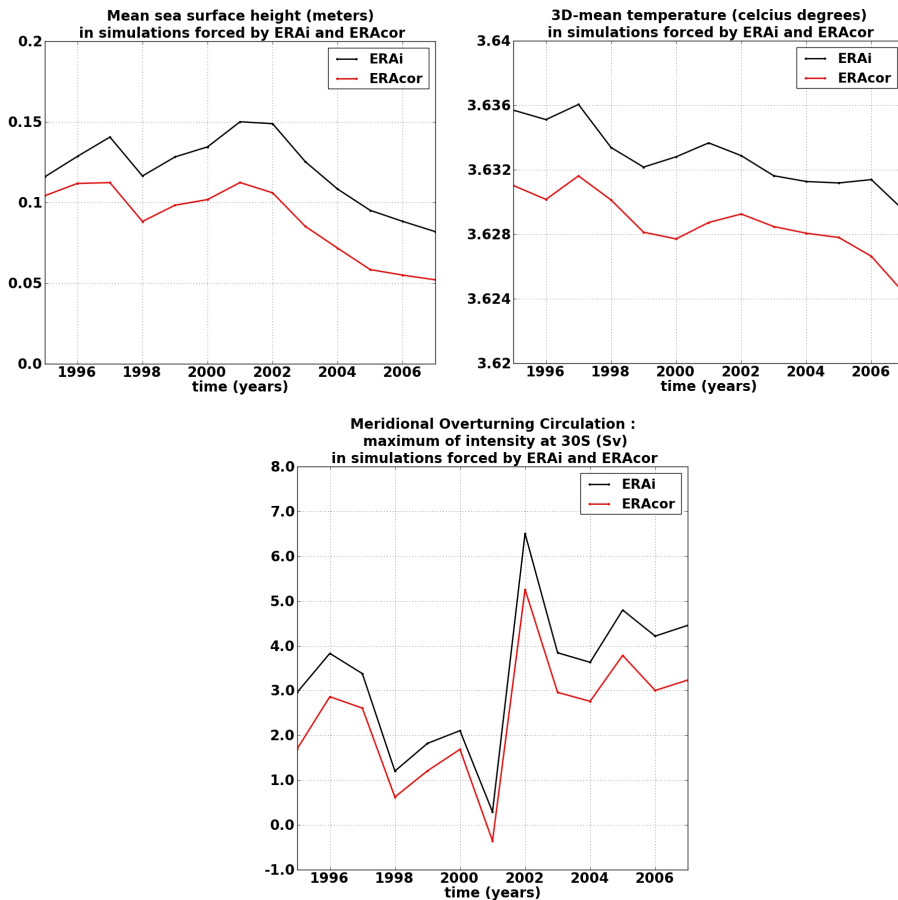 Mean sea surface height (meters)
in simulations forced by ERAi and ERAcor
0.2
0.15
0.1
0.05
0.0
ERAi
ERAcor
1996 1998 2000 2002 2004 2006
time (years)
3D-mean temperature (celcius degrees)
in simulations forced by ERAi and ERAcor
3.64
3.636
3.632
3.628
3.624
3.62
ERAi
ERAcor
1996 1998 2000 2002 2004 2006
time (years)
Meridional Overturning Circulation :
maximum of intensity at 30S (Sv)
in simulations forced by ERAi and ERAcor
8.0
7.0
6.0
5.0
4.0
3.0
2.0
1.0
0.0
-1.0
ERAi
ERAcor
1996 1998 2000 2002 2004 2006
time (years)